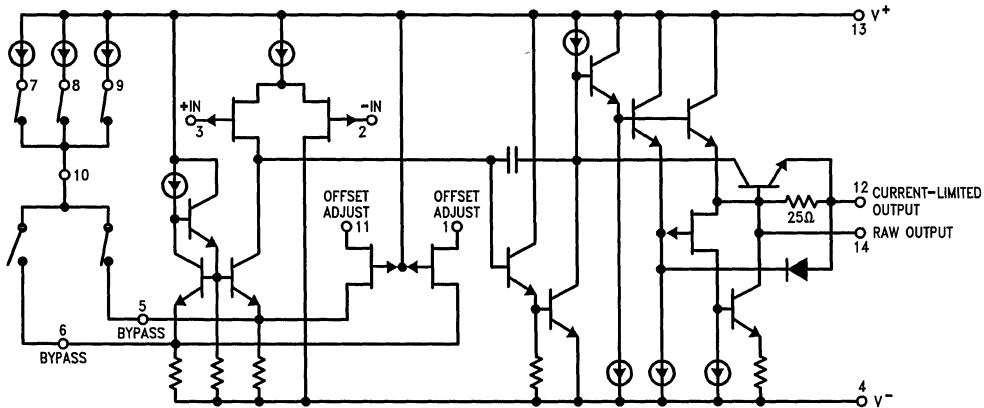 V+
13
7
8
9
+IN
3
-IN
2
10
OFFSET
ADJUST
11
OFFSET
ADJUST
1
12
CURRENT-LIMITED
OUTPUT
25Ω
RAW OUTPUT
14
5
BYPASS
6
BYPASS
4
V-